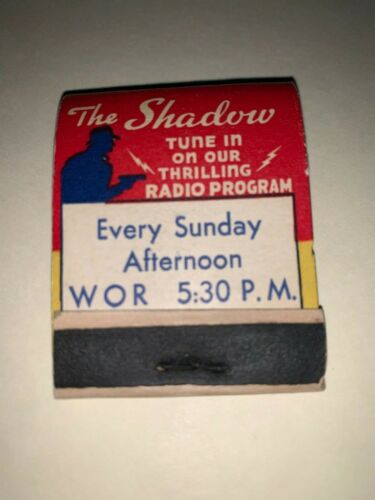 The Shadow
TUNE IN
ON OUR
THRILLING
RADIO PROGRAM
Every Sunday
Afternoon
WOR 5:30 P.M.